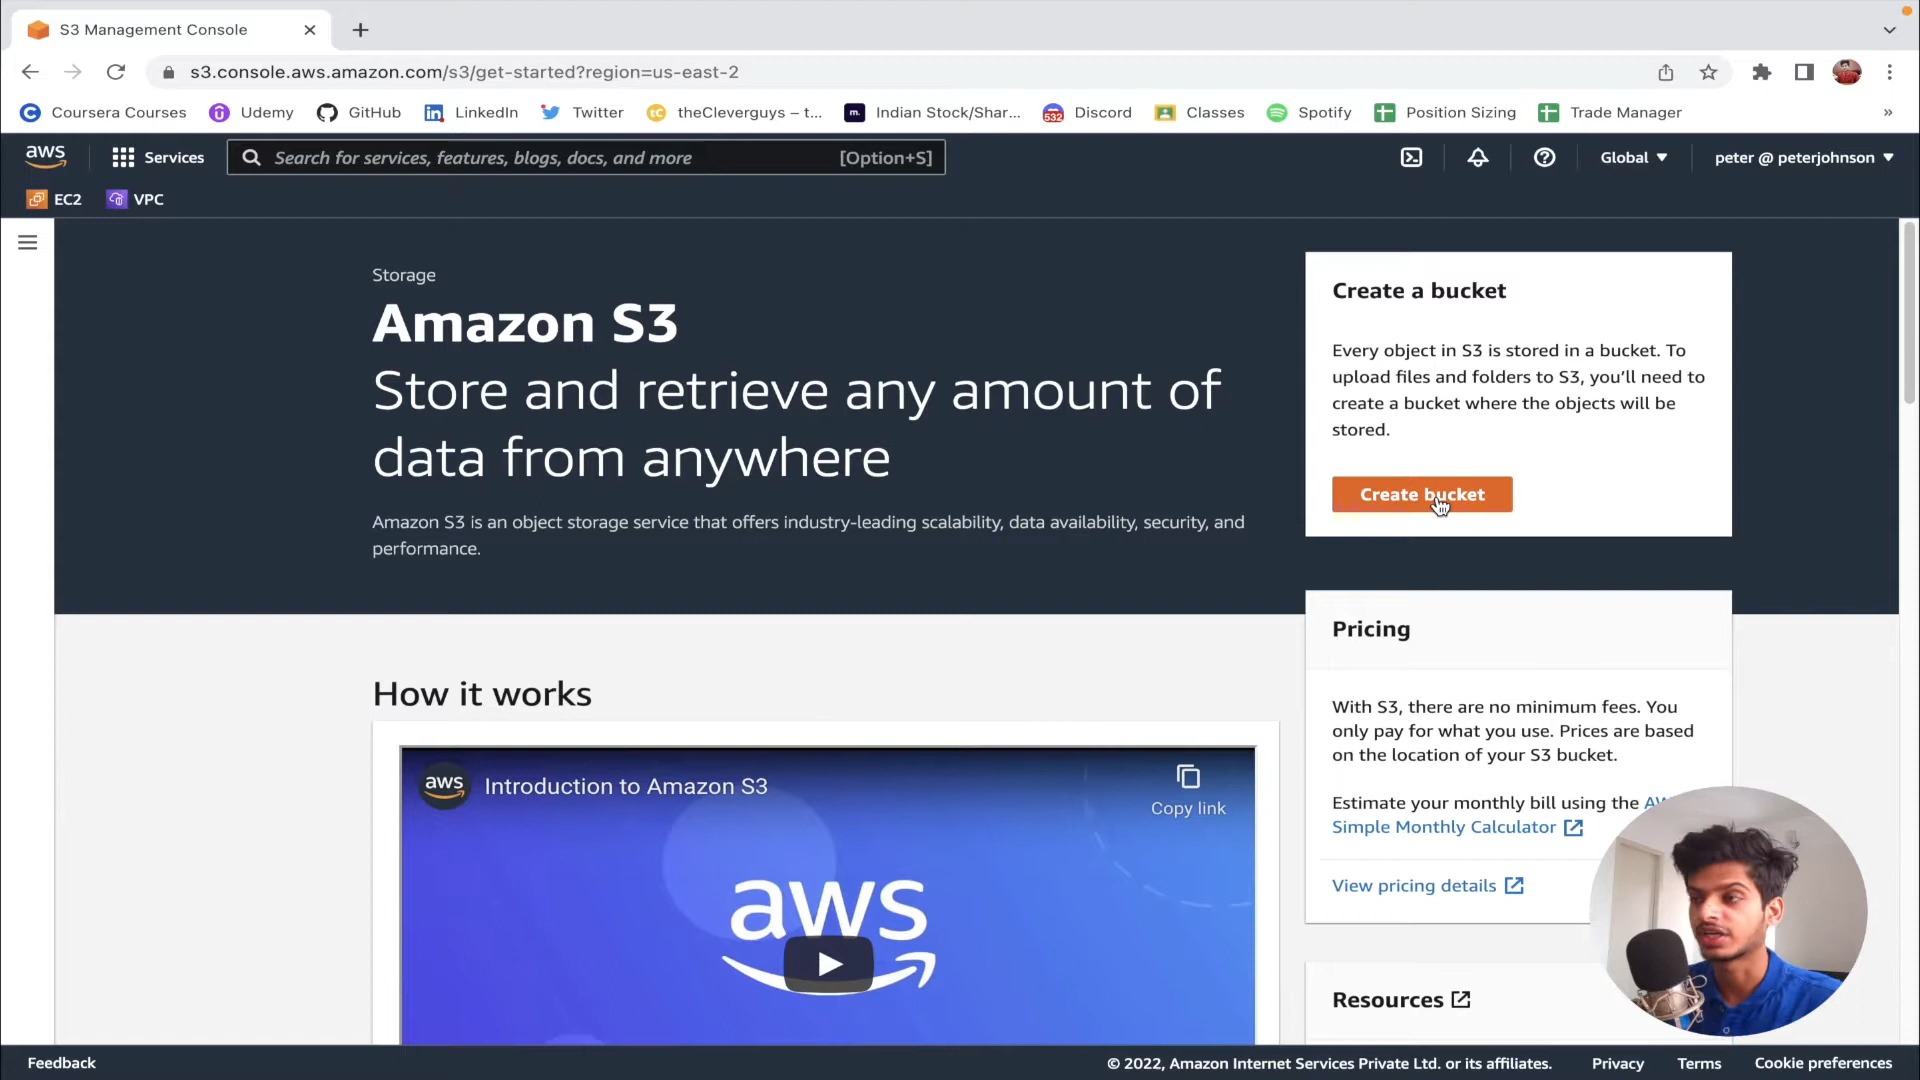 S3 Management Console
s3.console.aws.amazon.com/s3/get-started?region=us-east-2
Coursera Courses
Udemy
GitHub
LinkedIn
Twitter
theCleverguys – t...
m.
Indian Stock/Shar...
532
Discord
Classes
Spotify
Position Sizing
Trade Manager
»
aws
Services
Search for services, features, blogs, docs, and more
[Option+S]
Global
peter @ peterjohnson
EC2
VPC
Storage
Amazon S3
Store and retrieve any amount of
data from anywhere
Amazon S3 is an object storage service that offers industry-leading scalability, data availability, security, and
performance.
Create a bucket
Every object in S3 is stored in a bucket. To
upload files and folders to S3, you’ll need to
create a bucket where the objects will be
stored.
Create bucket
How it works
aws
Introduction to Amazon S3
Copy link
aws
Pricing
With S3, there are no minimum fees. You
only pay for what you use. Prices are based
on the location of your S3 bucket.
Estimate your monthly bill using the
Simple Monthly Calculator
View pricing details
Resources
Feedback
© 2022, Amazon Internet Services Private Ltd. or its affiliates.
Privacy
Terms
Cookie preferences